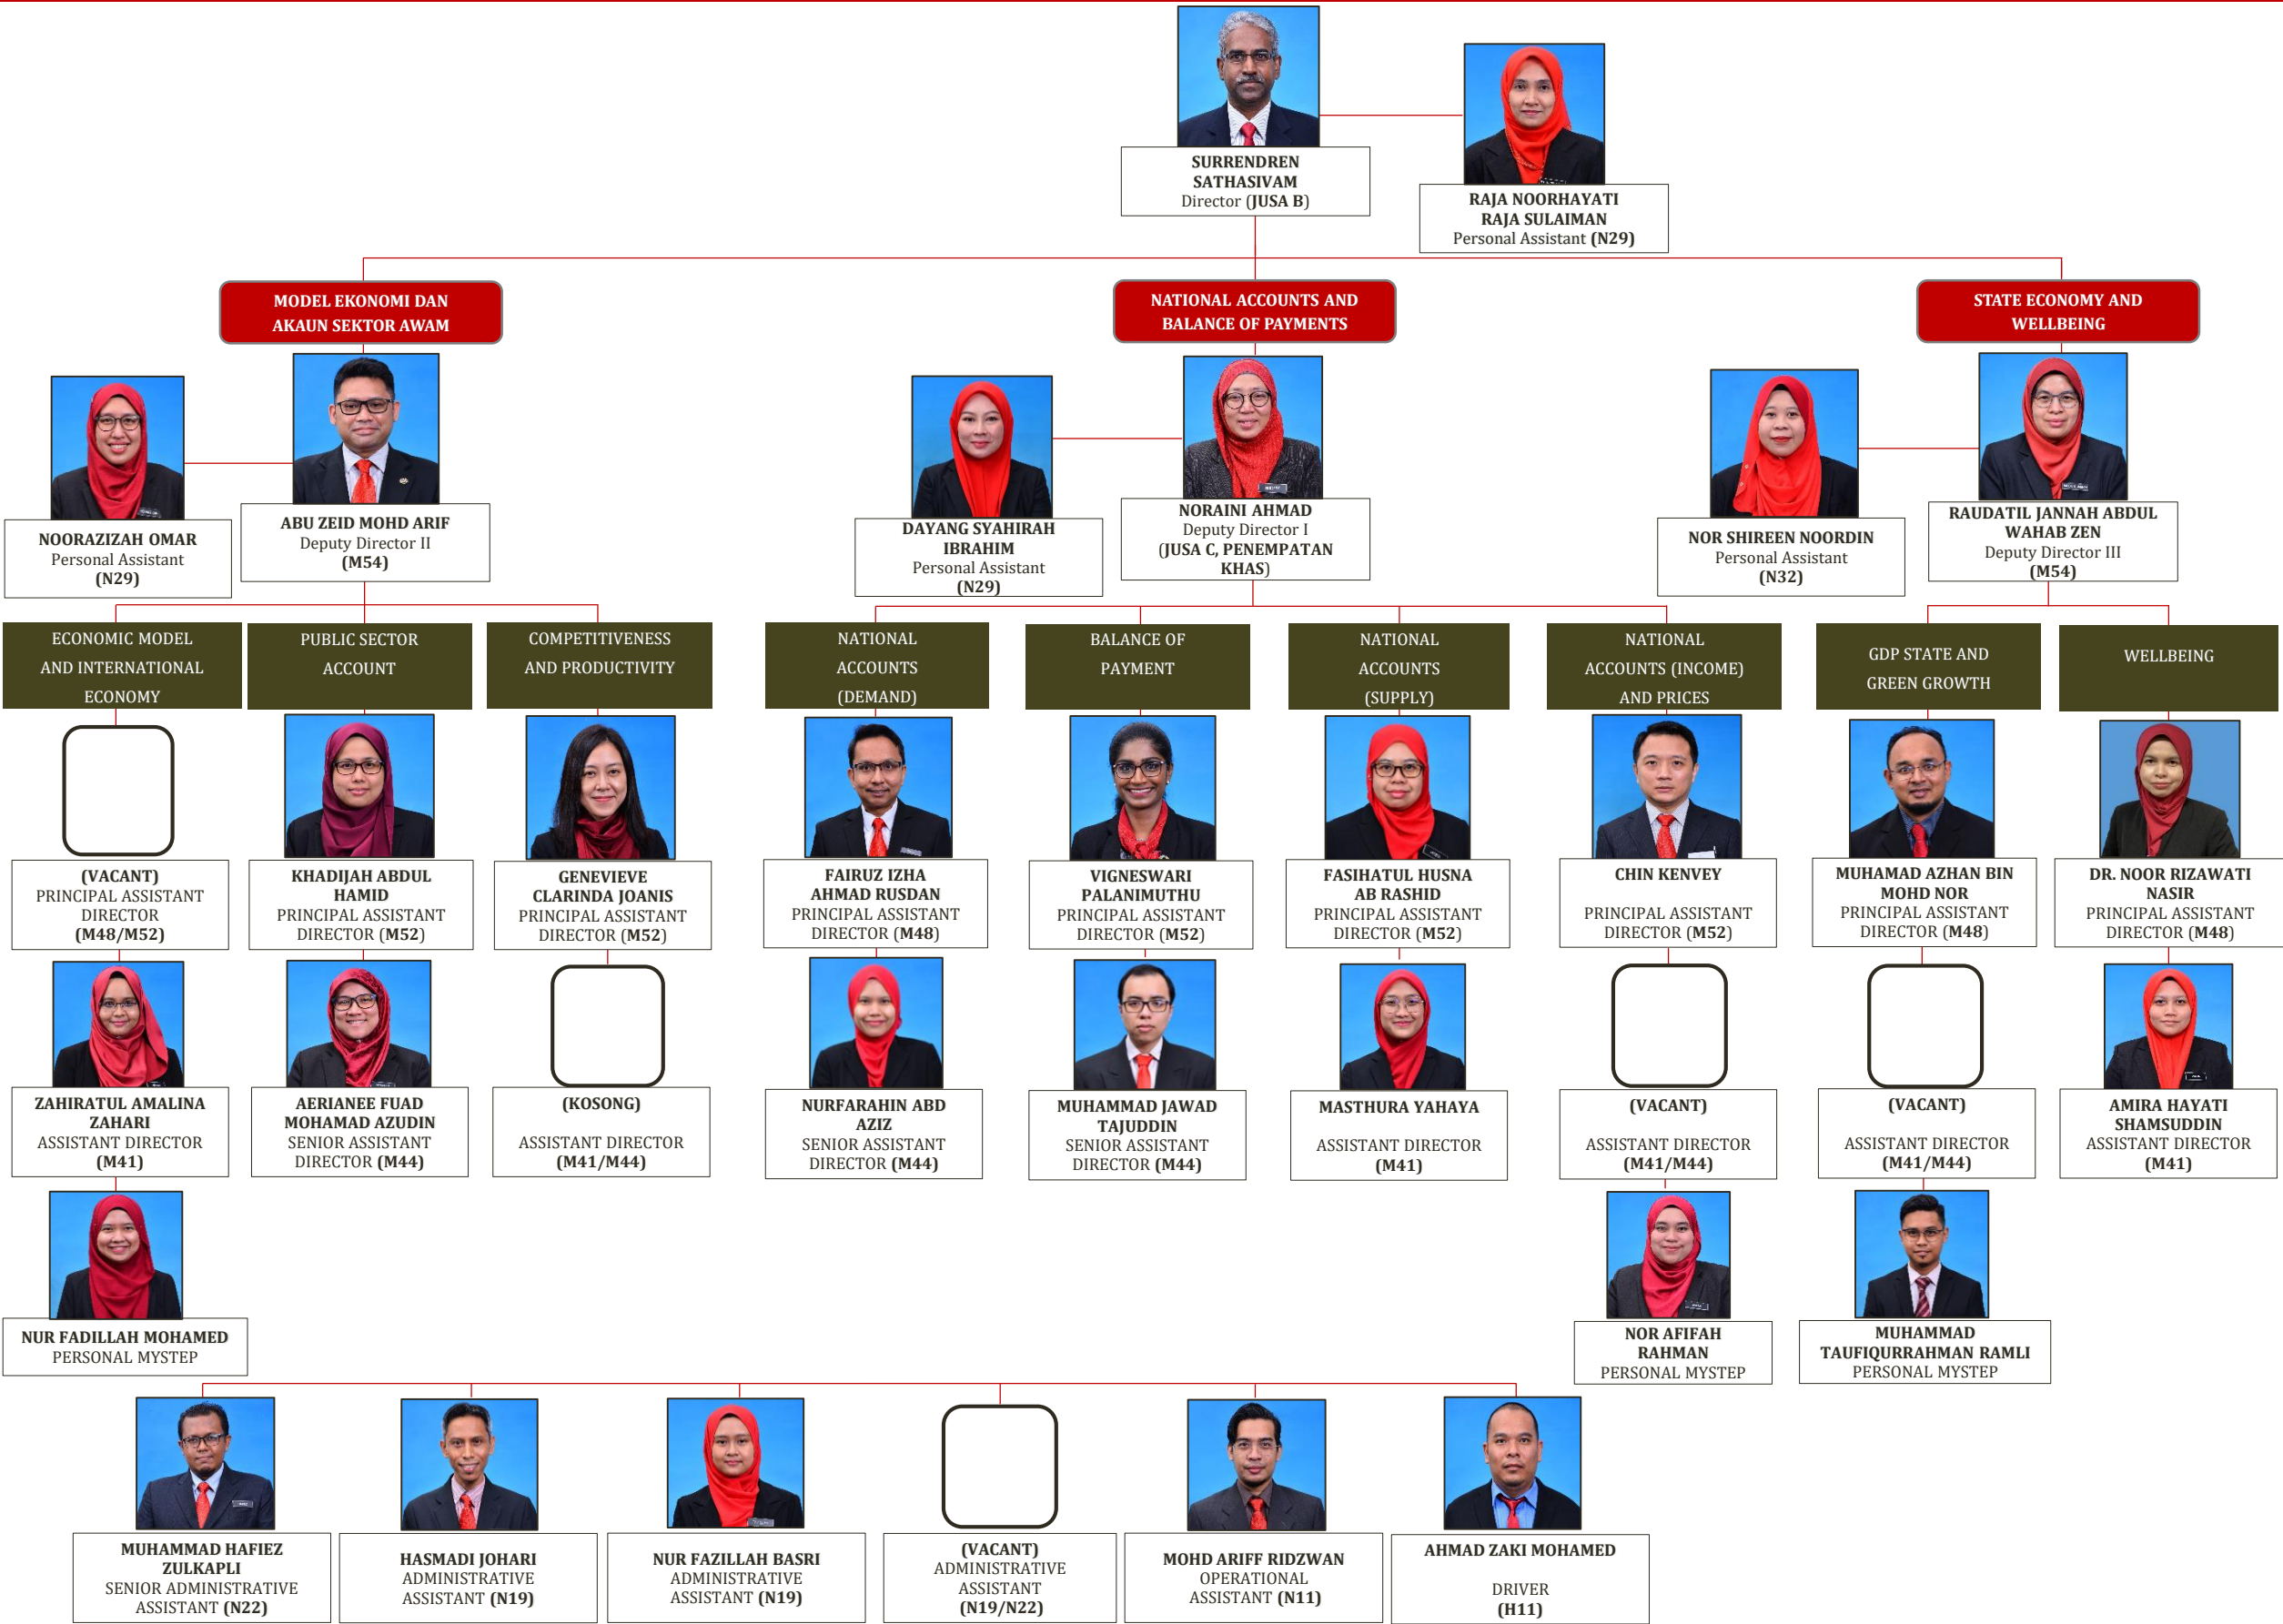 SURRENDREN
SATHASIVAM
Director (JUSA B)
RAJA NOORHAYATI
RAJA SULAIMAN
Personal Assistant (N29)
MODEL EKONOMI DAN
AKAUN SEKTOR AWAM
NATIONAL ACCOUNTS AND
BALANCE OF PAYMENTS
STATE ECONOMY AND
WELLBEING
NOORAZIZAH OMAR
Personal Assistant
(N29)
ABU ZEID MOHD ARIF
Deputy Director II
(M54)
DAYANG SYAHIRAH
IBRAHIM
Personal Assistant
(N29)
NORAINI AHMAD
Deputy Director I
(JUSA C, PENEMPATAN
KHAS)
NOR SHIREEN NOORDIN
Personal Assistant
(N32)
RAUDATIL JANNAH ABDUL
WAHAB ZEN
Deputy Director III
(M54)
ECONOMIC MODEL
AND INTERNATIONAL
ECONOMY
PUBLIC SECTOR
ACCOUNT
COMPETITIVENESS
AND PRODUCTIVITY
NATIONAL
ACCOUNTS
(DEMAND)
BALANCE OF
PAYMENT
NATIONAL
ACCOUNTS
(SUPPLY)
NATIONAL
ACCOUNTS (INCOME)
AND PRICES
GDP STATE AND
GREEN GROWTH
WELLBEING
(VACANT)
PRINCIPAL ASSISTANT
DIRECTOR
(M48/M52)
KHADIJAH ABDUL
HAMID
PRINCIPAL ASSISTANT
DIRECTOR (M52)
GENEVIEVE
CLARINDA JOANIS
PRINCIPAL ASSISTANT
DIRECTOR (M52)
FAIRUZ IZHA
AHMAD RUSDAN
PRINCIPAL ASSISTANT
DIRECTOR (M48)
VIGNESWARI
PALANIMUTHU
PRINCIPAL ASSISTANT
DIRECTOR (M52)
FASIHATUL HUSNA
AB RASHID
PRINCIPAL ASSISTANT
DIRECTOR (M52)
CHIN KENVEY
PRINCIPAL ASSISTANT
DIRECTOR (M52)
MUHAMAD AZHAN BIN
MOHD NOR
PRINCIPAL ASSISTANT
DIRECTOR (M48)
DR. NOOR RIZAWATI
NASIR
PRINCIPAL ASSISTANT
DIRECTOR (M48)
ZAHIRATUL AMALINA
ZAHARI
ASSISTANT DIRECTOR
(M41)
AERIANEE FUAD
MOHAMAD AZUDIN
SENIOR ASSISTANT
DIRECTOR (M44)
(KOSONG)
ASSISTANT DIRECTOR
(M41/M44)
NURFARAHIN ABD
AZIZ
SENIOR ASSISTANT
DIRECTOR (M44)
MUHAMMAD JAWAD
TAJUDDIN
SENIOR ASSISTANT
DIRECTOR (M44)
MASTHURA YAHAYA
ASSISTANT DIRECTOR
(M41)
(VACANT)
ASSISTANT DIRECTOR
(M41/M44)
(VACANT)
ASSISTANT DIRECTOR
(M41/M44)
AMIRA HAYATI
SHAMSUDDIN
ASSISTANT DIRECTOR
(M41)
NUR FADILLAH MOHAMED
PERSONAL MYSTEP
NOR AFIFAH
RAHMAN
PERSONAL MYSTEP
MUHAMMAD
TAUFIQURRAHMAN RAMLI
PERSONAL MYSTEP
MUHAMMAD HAFIEZ
ZULKAPLI
SENIOR ADMINISTRATIVE
ASSISTANT (N22)
HASMADI JOHARI
ADMINISTRATIVE
ASSISTANT (N19)
NUR FAZILLAH BASRI
ADMINISTRATIVE
ASSISTANT (N19)
(VACANT)
ADMINISTRATIVE
ASSISTANT
(N19/N22)
MOHD ARIFF RIDZWAN
OPERATIONAL
ASSISTANT (N11)
AHMAD ZAKI MOHAMED
DRIVER
(H11)